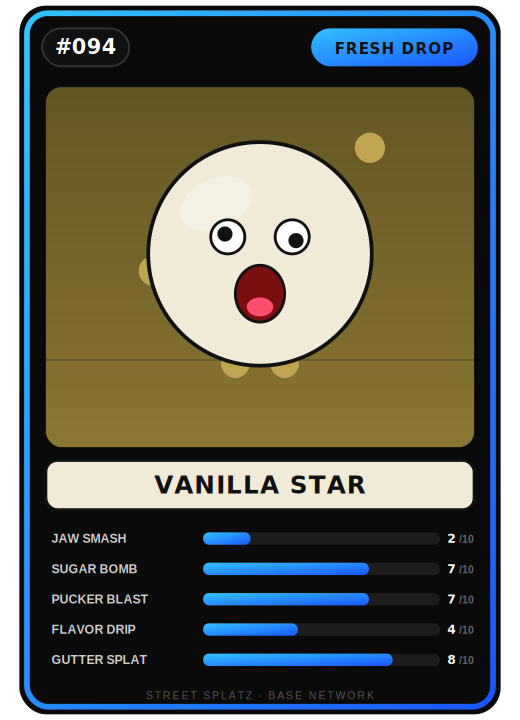 #094
FRESH DROP
VANILLA STAR
JAW SMASH 2 /10
SUGAR BOMB 7 /10
PUCKER BLAST 7 /10
FLAVOR DRIP 4 /10
GUTTER SPLAT 8 /10
STREET SPLATZ · BASE NETWORK